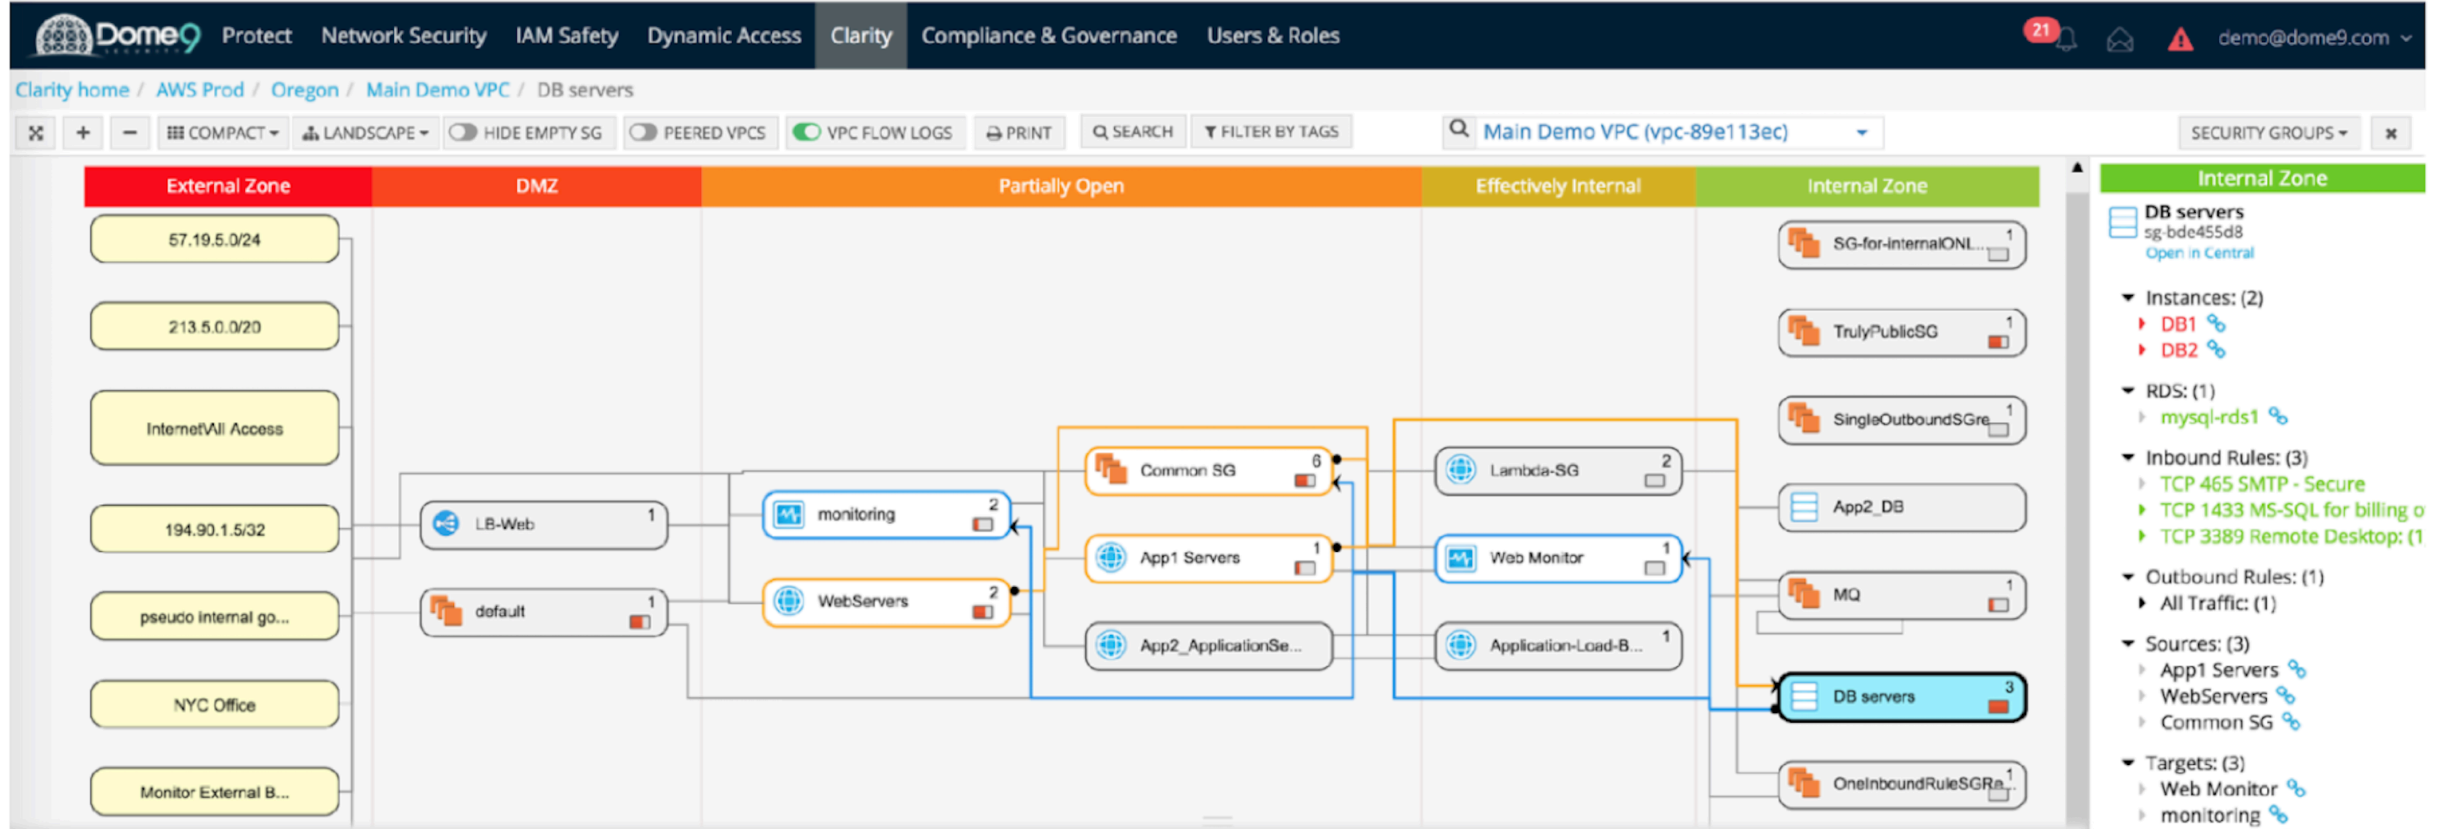 Dome9 SECURITY Protect Network Security IAM Safety Dynamic Access Clarity Compliance & Governance Users & Roles 21 demo@dome9.com
Clarity home / AWS Prod / Oregon / Main Demo VPC / DB servers
COMPACT LANDSCAPE HIDE EMPTY SG PEERED VPCS VPC FLOW LOGS PRINT SEARCH FILTER BY TAGS Main Demo VPC (vpc-89e113ec) SECURITY GROUPS
External Zone DMZ Partially Open Effectively Internal Internal Zone
57.19.5.0/24
213.5.0.0/20
Internet\All Access
194.90.1.5/32
pseudo internal go...
NYC Office
Monitor External B...
LB-Web 1
default 1
monitoring 2
WebServers 2
Common SG 6
App1 Servers 1
App2_ApplicationSe...
Lambda-SG 2
Web Monitor 1
Application-Load-B... 1
SG-for-internalONL... 1
TrulyPublicSG 1
SingleOutboundSGre 1
App2_DB
MQ 1
DB servers 3
OneInboundRuleSGRe... 1
Internal Zone
DB servers
sg-bde455d8
Open in Central
Instances: (2)
DB1
DB2
RDS: (1)
mysql-rds1
Inbound Rules: (3)
TCP 465 SMTP - Secure
TCP 1433 MS-SQL for billing o
TCP 3389 Remote Desktop: (1
Outbound Rules: (1)
All Traffic: (1)
Sources: (3)
App1 Servers
WebServers
Common SG
Targets: (3)
Web Monitor
monitoring